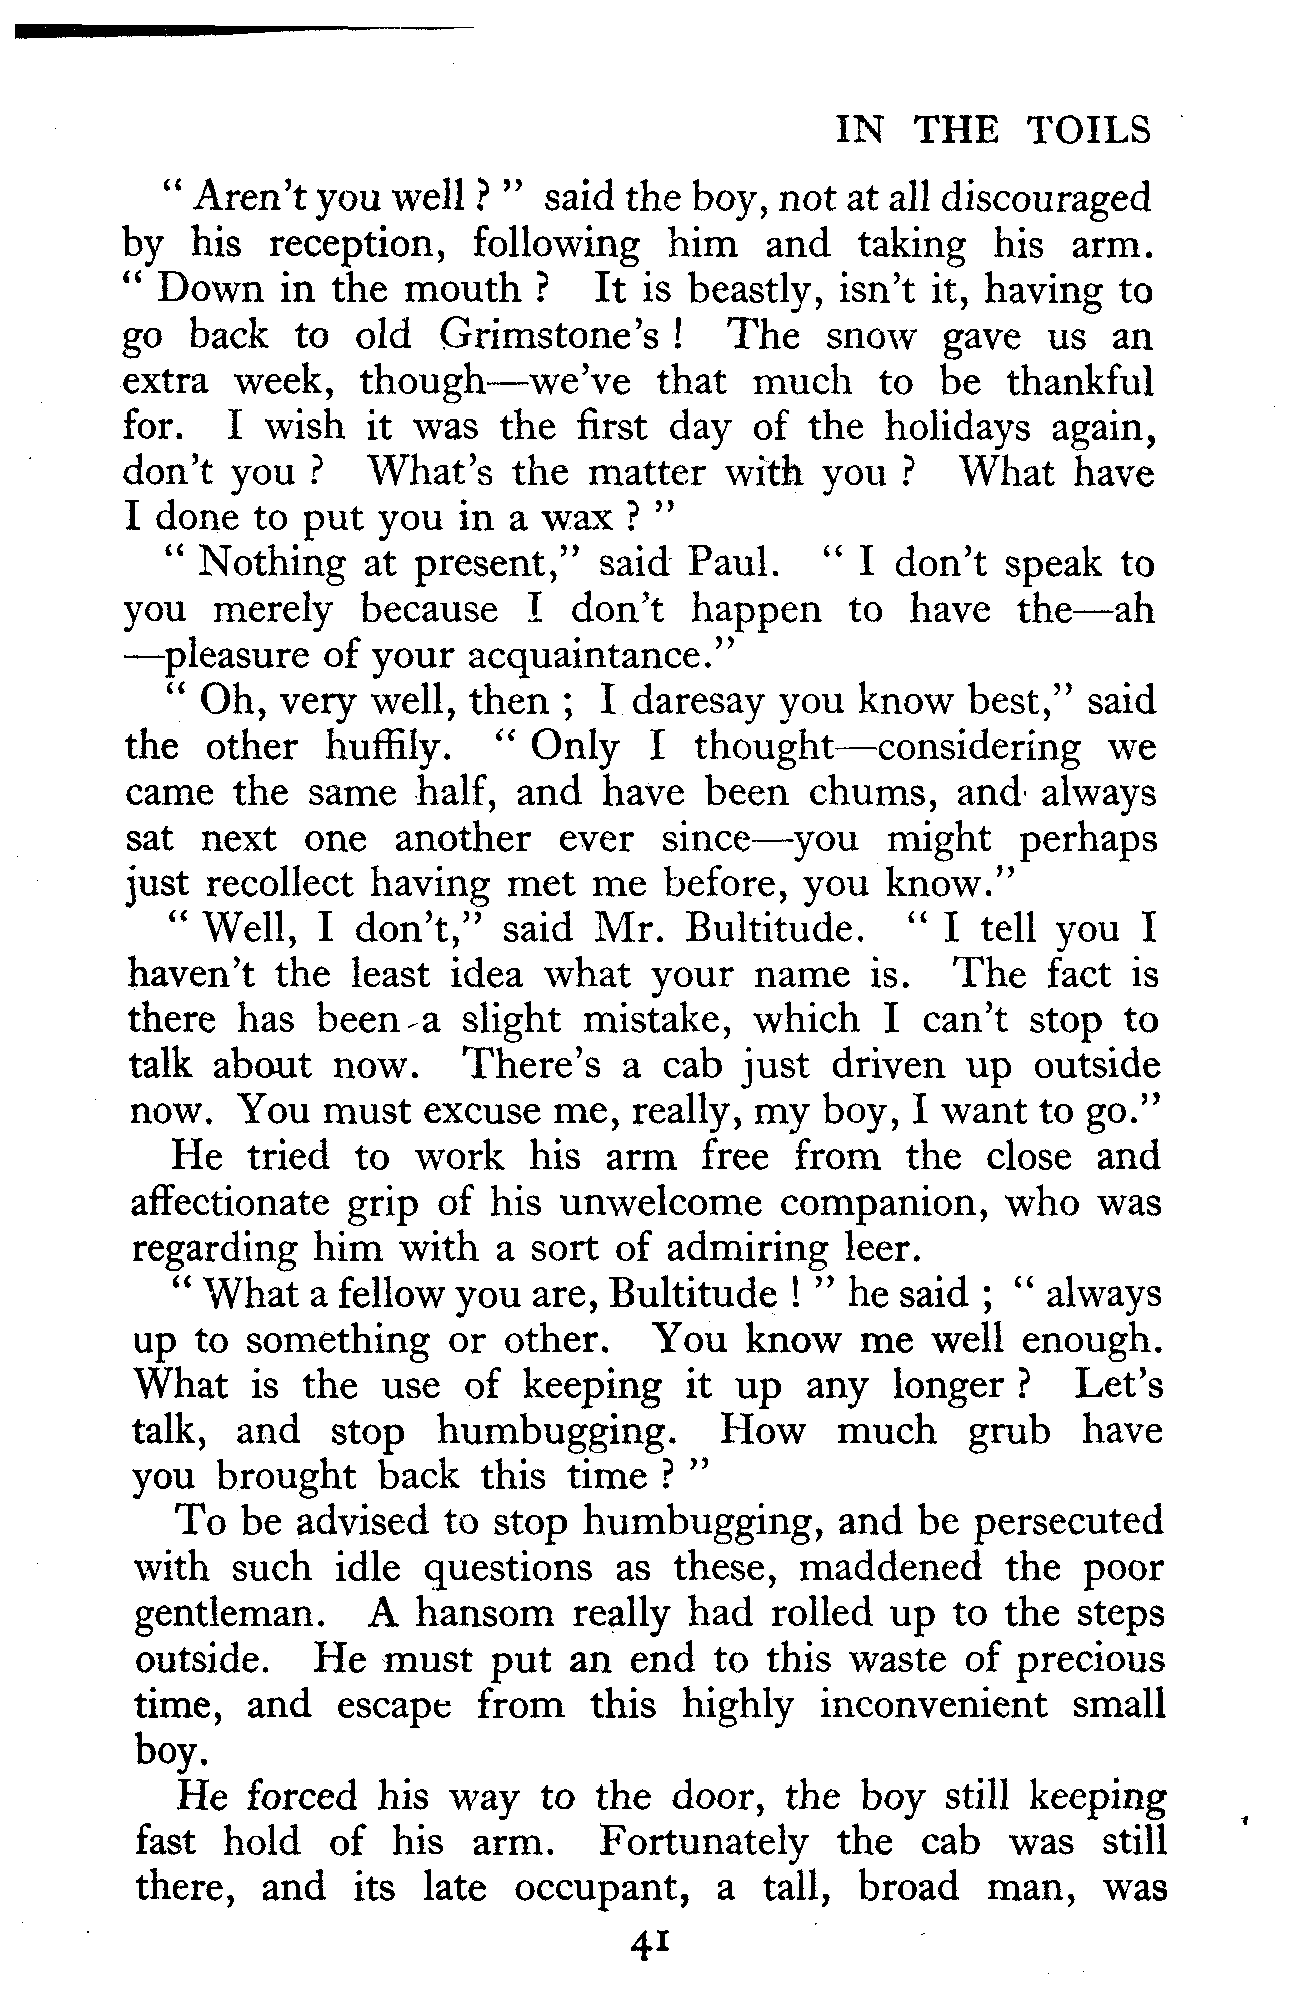 IN THE TOILS
“ Aren't you well ? ” said the boy, not at all discouraged
by his reception, following him and taking his arm.
“ Down in the mouth ? It is beastly, isn't it, having to
go back to old Grimstone's ! The snow gave us an
extra week, though—we've that much to be thankful
for. I wish it was the first day of the holidays again,
don't you ? What's the matter with you ? What have
I done to put you in a wax ? ”
“ Nothing at present,” said Paul. “ I don't speak to
you merely because I don't happen to have the—ah
—pleasure of your acquaintance.”
“ Oh, very well, then ; I daresay you know best,” said
the other huffily. “ Only I thought—considering we
came the same half, and have been chums, and always
sat next one another ever since—you might perhaps
just recollect having met me before, you know.”
“ Well, I don't,” said Mr. Bultitude. “ I tell you I
haven't the least idea what your name is. The fact is
there has been a slight mistake, which I can't stop to
talk about now. There's a cab just driven up outside
now. You must excuse me, really, my boy, I want to go.”
He tried to work his arm free from the close and
affectionate grip of his unwelcome companion, who was
regarding him with a sort of admiring leer.
“ What a fellow you are, Bultitude ! ” he said ; “ always
up to something or other. You know me well enough.
What is the use of keeping it up any longer ? Let's
talk, and stop humbugging. How much grub have
you brought back this time ? ”
To be advised to stop humbugging, and be persecuted
with such idle questions as these, maddened the poor
gentleman. A hansom really had rolled up to the steps
outside. He must put an end to this waste of precious
time, and escape from this highly inconvenient small
boy.
He forced his way to the door, the boy still keeping
fast hold of his arm. Fortunately the cab was still
there, and its late occupant, a tall, broad man, was
41